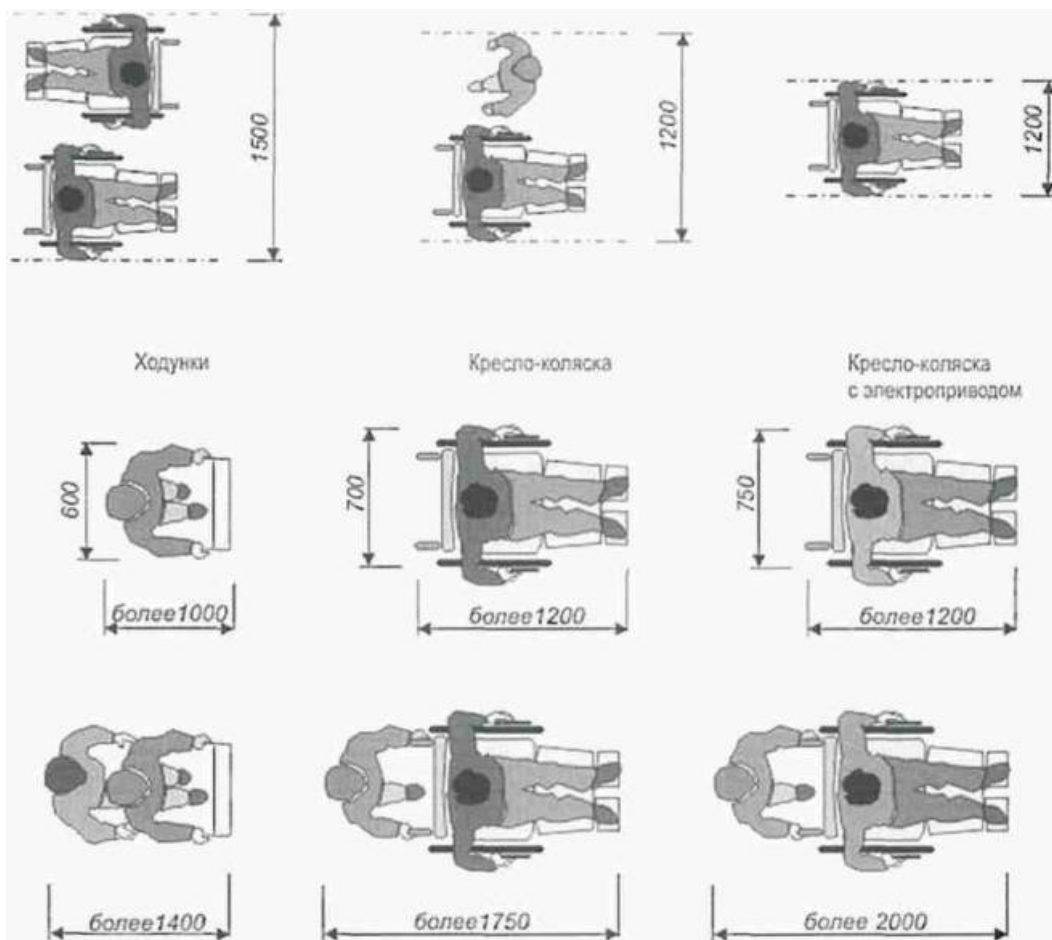 1500
1200
1200
Ходунки
Кресло-коляска
Кресло-коляска
с электроприводом
600
700
750
более1000
более1200
более1200
более1400
более1750
более 2000